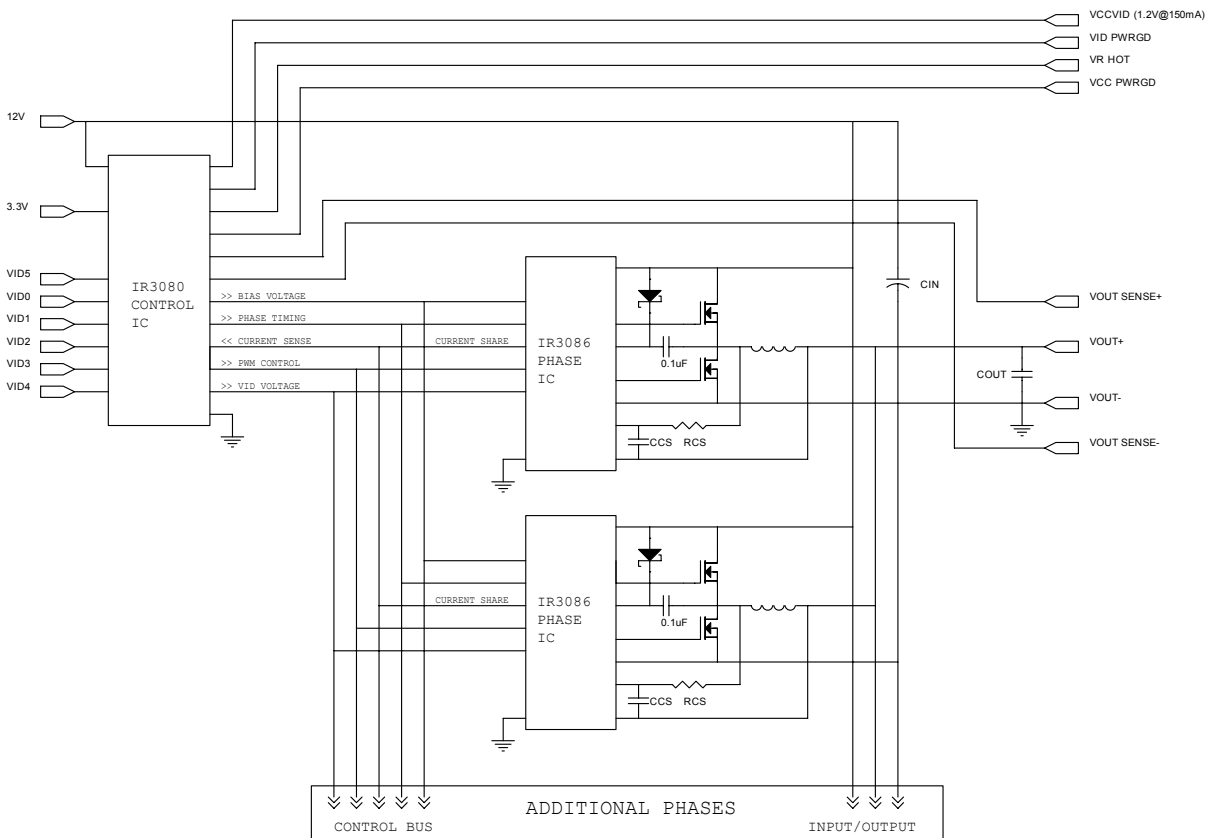 VCCVID (1.2V@150mA)
VID PWRGD
VR HOT
VCC PWRGD
12V
3.3V
VID5
VID0
VID1
VID2
VID3
VID4
IR3080
CONTROL
IC
>> BIAS VOLTAGE
>> PHASE TIMING
<< CURRENT SENSE
>> PWM CONTROL
>> VID VOLTAGE
CURRENT SHARE
IR3086
PHASE
IC
0.1uF
CCS RCS
CIN
VOUT SENSE+
VOUT+
COUT
VOUT-
VOUT SENSE-
CURRENT SHARE
IR3086
PHASE
IC
0.1uF
CCS RCS
ADDITIONAL PHASES
CONTROL BUS
INPUT/OUTPUT